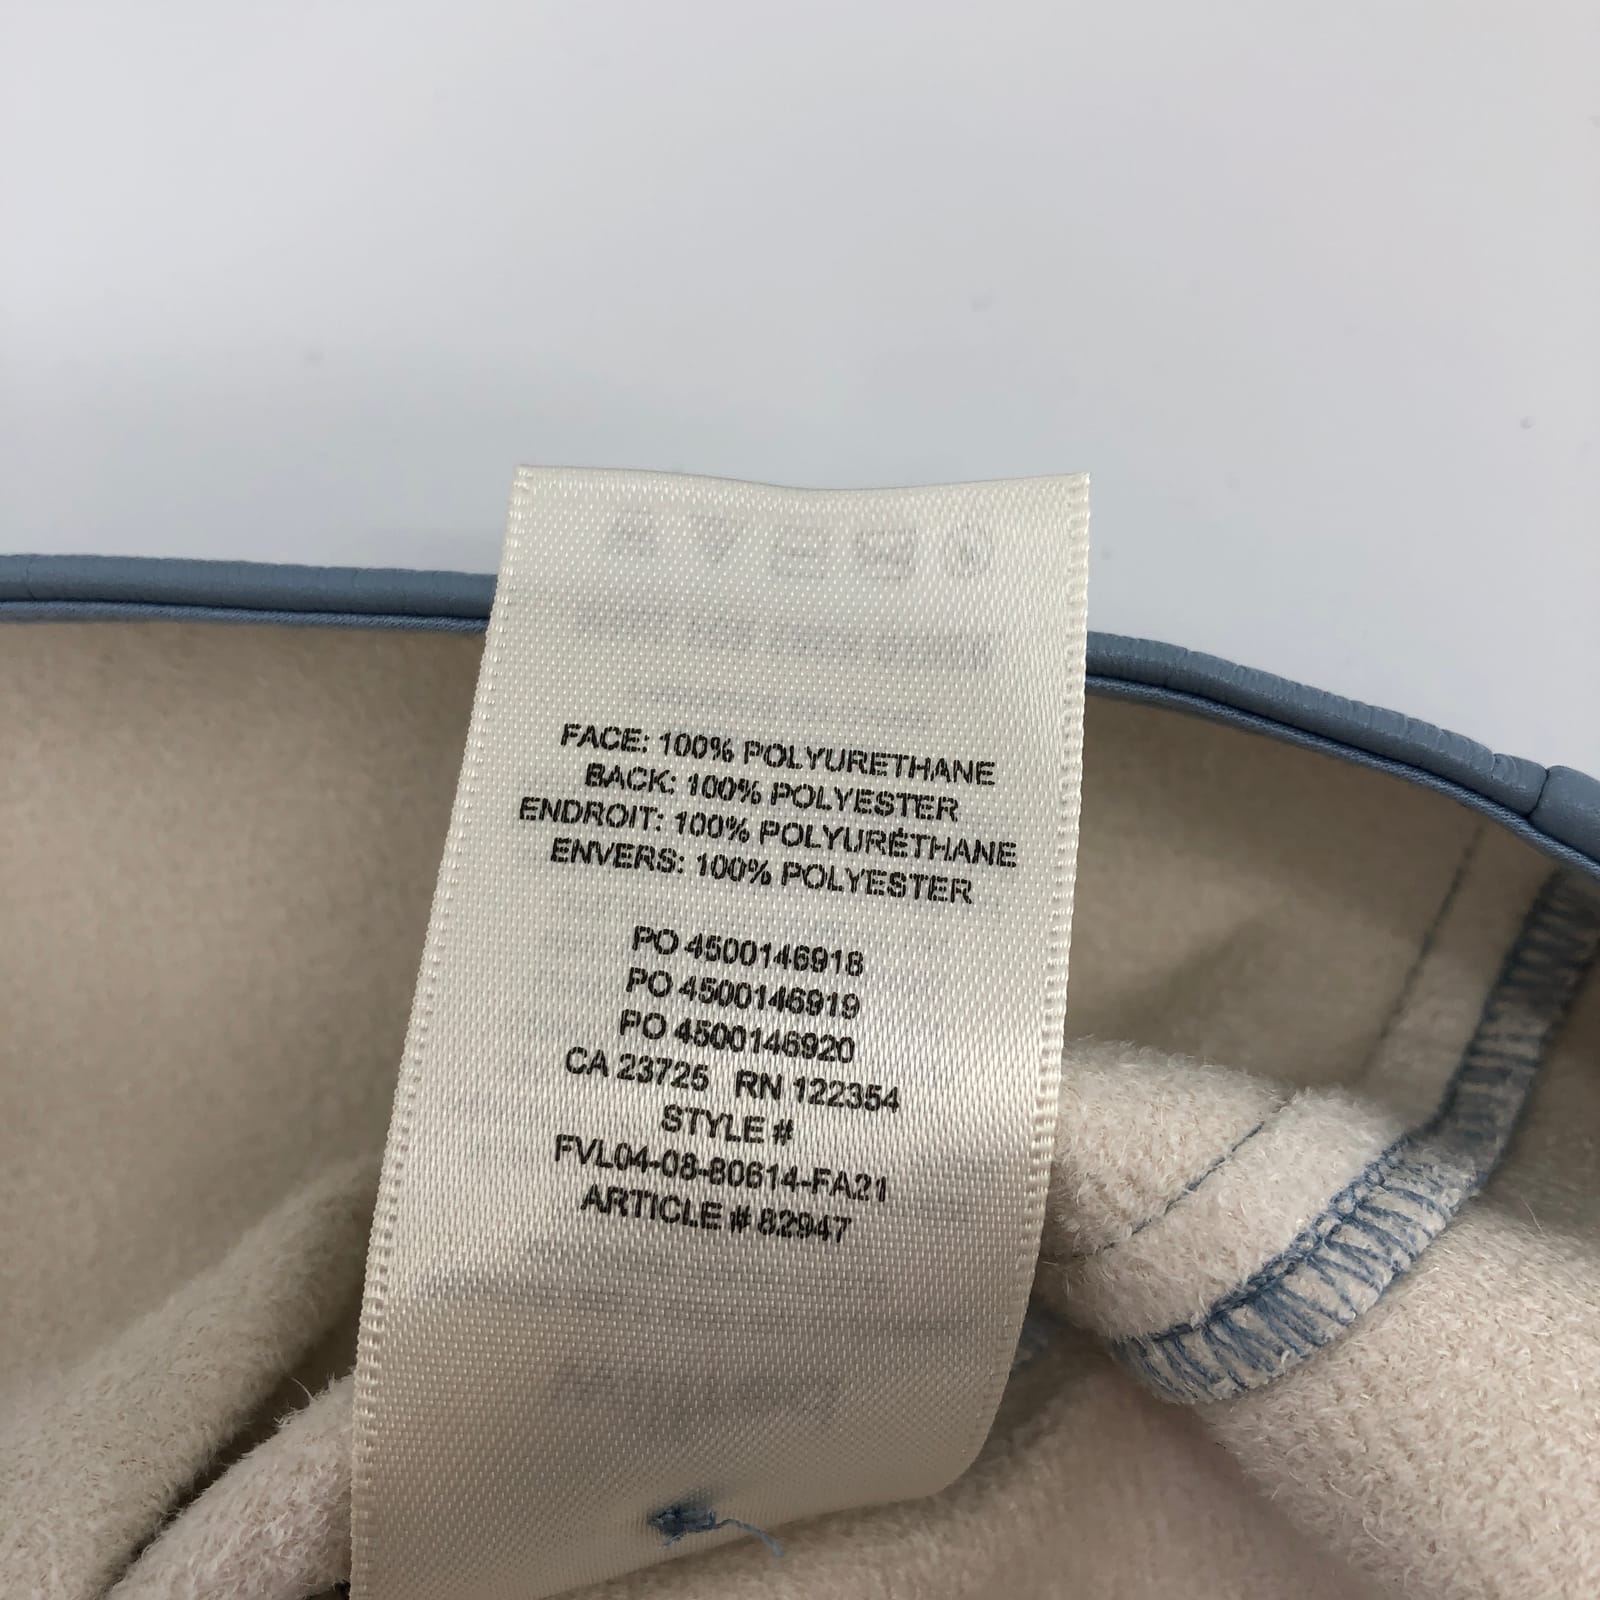 FACE: 100% POLYURETHANE
BACK: 100% POLYESTER
ENDROIT: 100% POLYURÉTHANE
ENVERS: 100% POLYESTER
PO 4500146918
PO 4500146919
PO 4500146920
CA 23725 RN 122354
STYLE #
FVL04-08-80614-FA21
ARTICLE # 82947